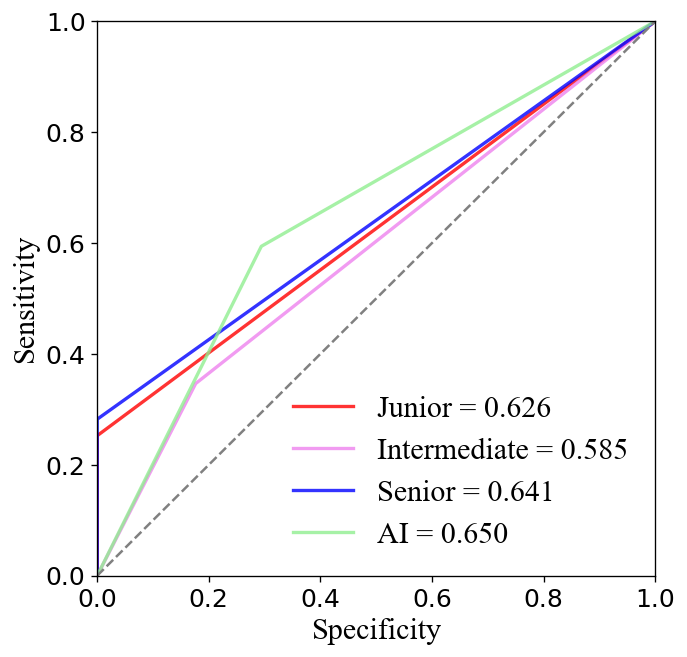 1.0
0.8
0.6
0.4
0.2
0.0
Sensitivity
Junior = 0.626
Intermediate = 0.585
Senior = 0.641
AI = 0.650
0.0 0.2 0.4 0.6 0.8 1.0
Specificity